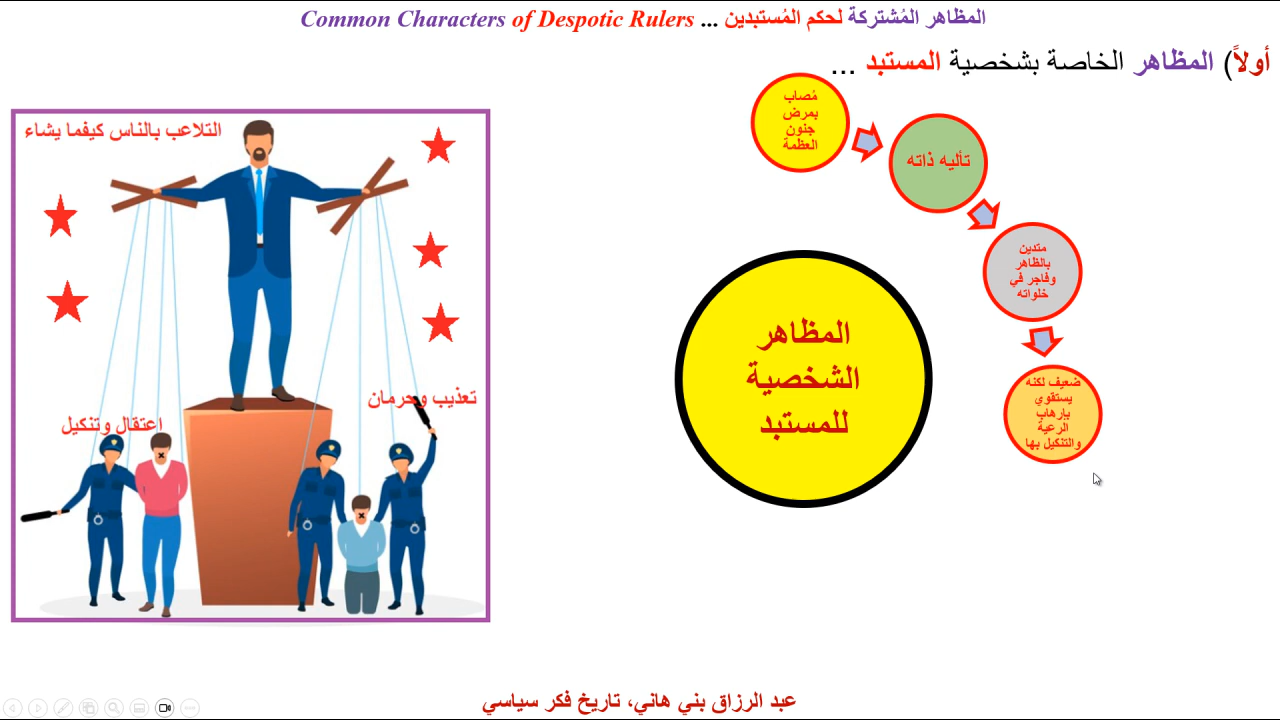 المظاهر المُشتركة لحكم المُستبدين ... Common Characters of Despotic Rulers
أولاً) المظاهر الخاصة بشخصية المستبد ...
مُصاب
بمرض
جنون
العظمة
تأليه ذاته
متدين
بالظاهر
وفاجر في
خلواته
ضعيف لكنه
يستقوي
بإرهاب
الرعية
والتنكيل بها
المظاهر
الشخصية
للمستبد
التلاعب بالناس كيفما يشاء
تعذيب وحرمان
اعتقال وتنكيل
عبد الرزاق بني هاني، تاريخ فكر سياسي